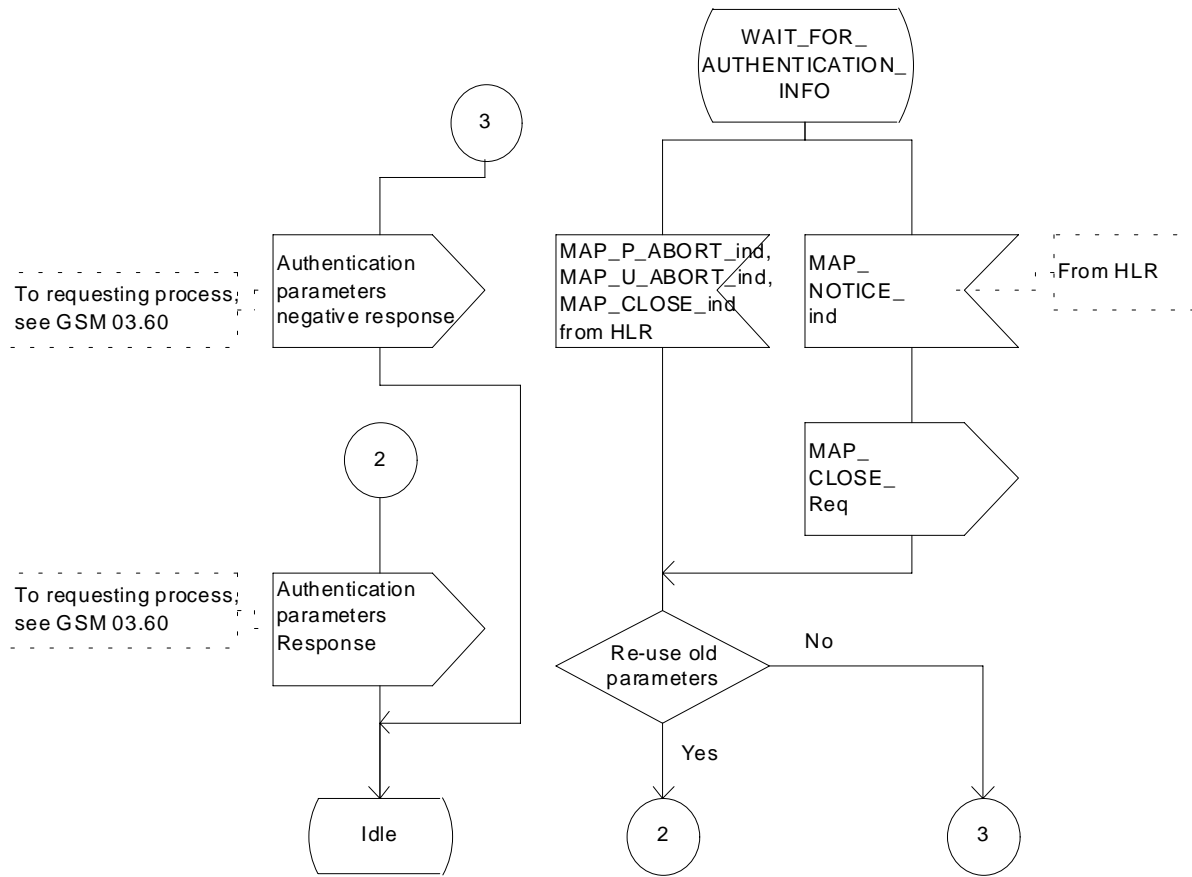 WAIT_FOR_
AUTHENTICATION_
INFO
3
Authentication
parameters
negative response
To requesting process,
see GSM 03.60
MAP_P_ABORT_ind,
MAP_U_ABORT_ind,
MAP_CLOSE_ind
from HLR
MAP_
NOTICE_
ind
From HLR
2
MAP_
CLOSE_
Req
To requesting process,
see GSM 03.60
Authentication
parameters
Response
Re-use old
parameters
No
Yes
Idle
2
3